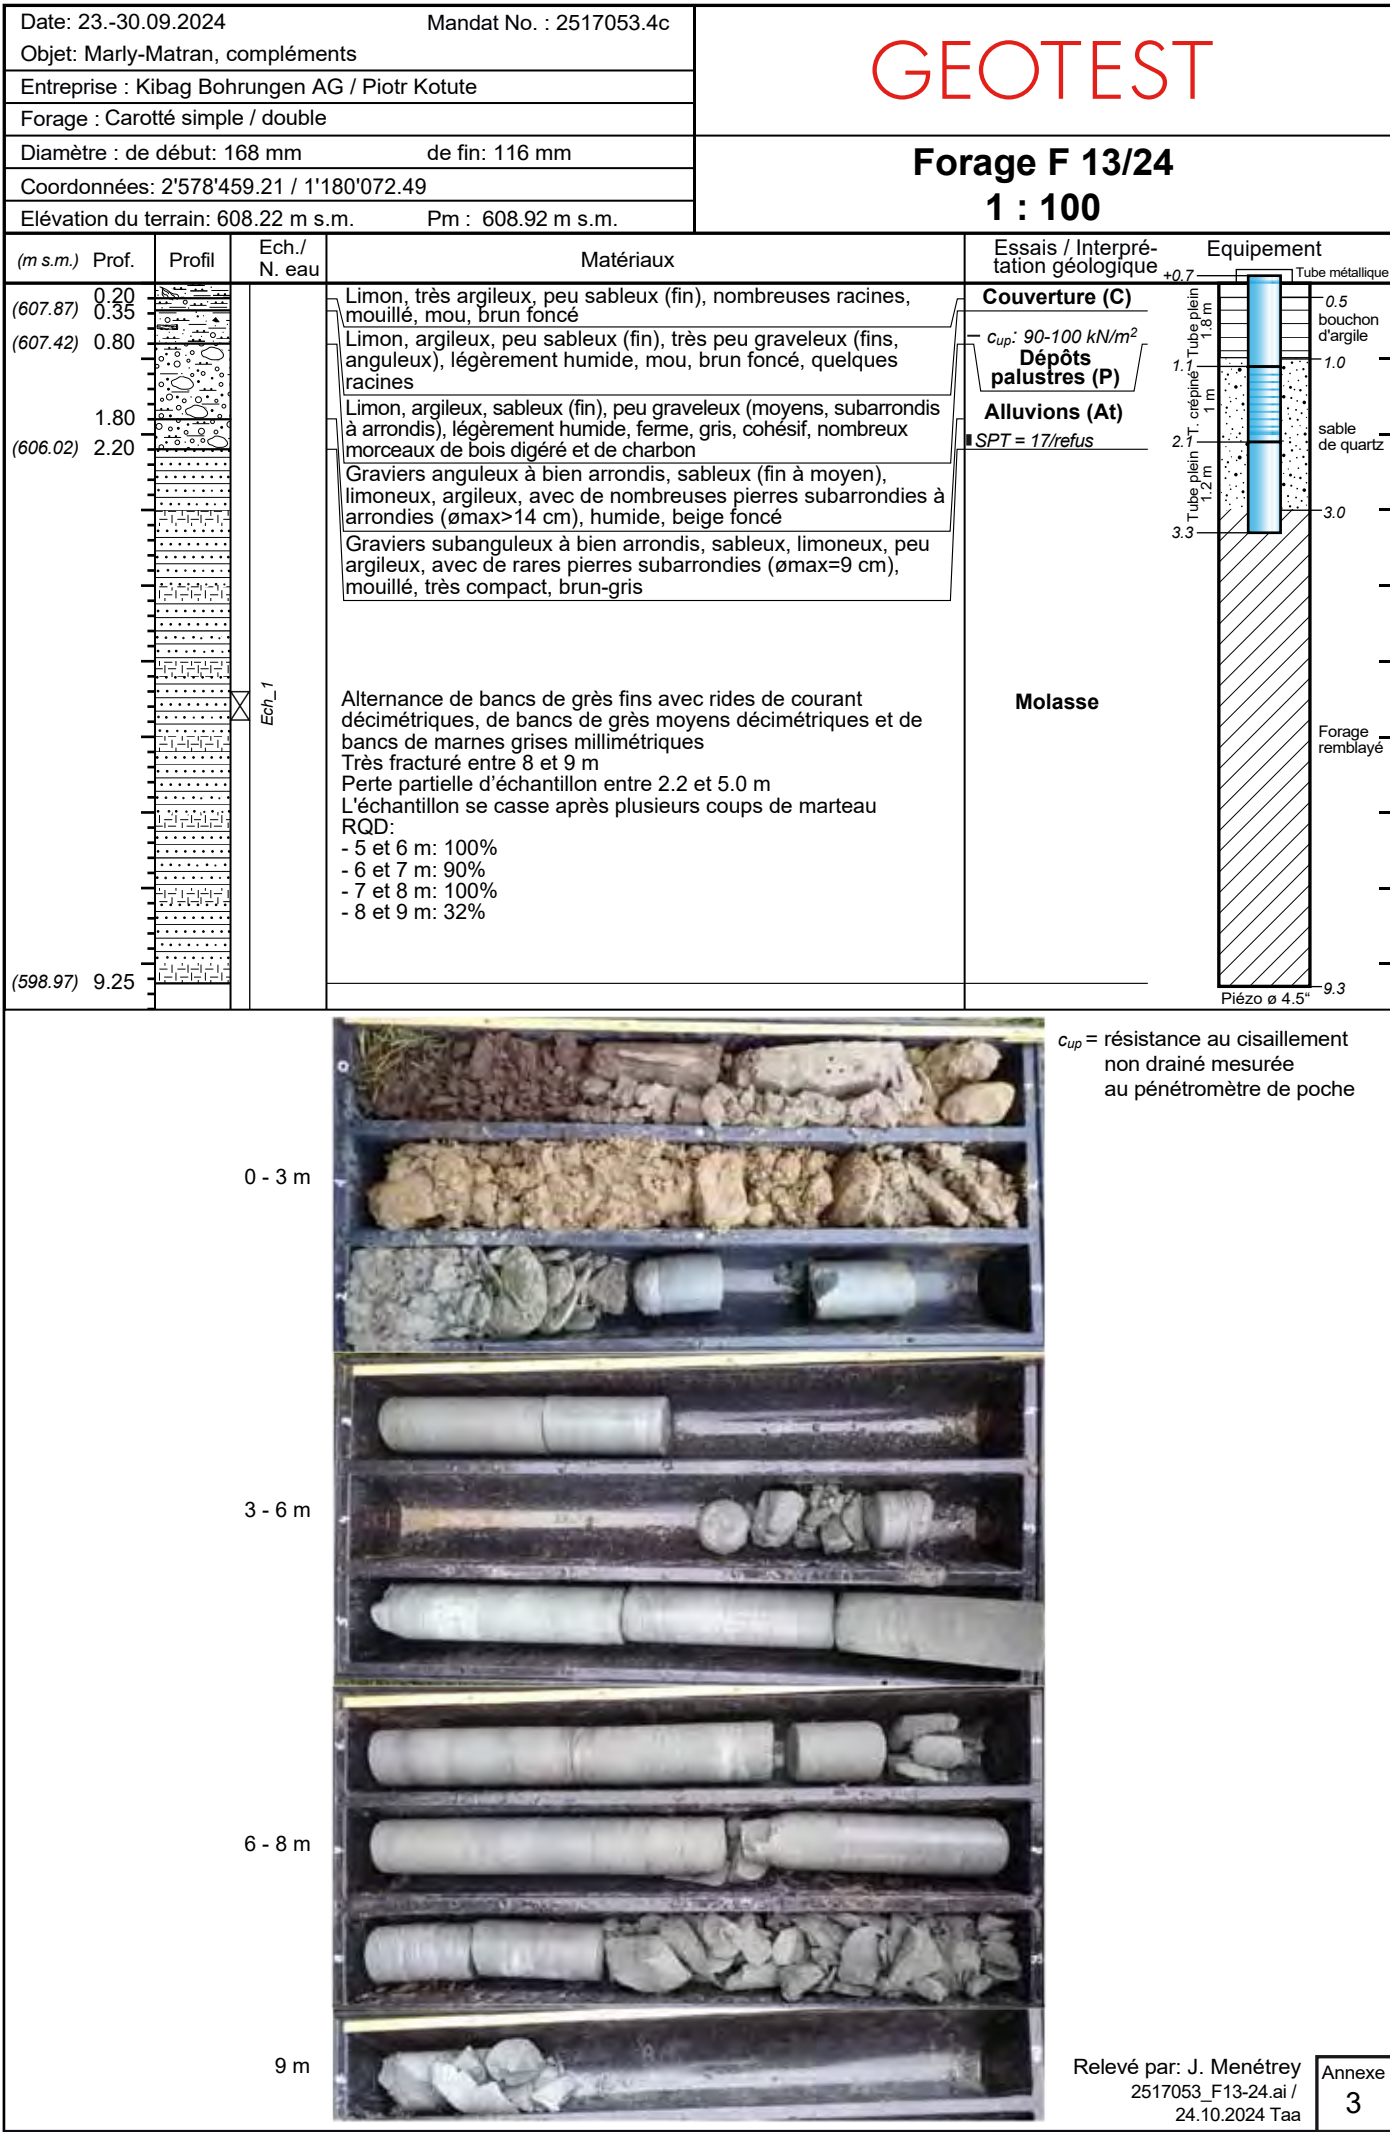 Date: 23.-30.09.2024 Mandat No. : 2517053.4c
Objet: Marly-Matran, compléments
Entreprise : Kibag Bohrungen AG / Piotr Kotute
Forage : Carotté simple / double
Diamètre : de début: 168 mm de fin: 116 mm
Coordonnées: 2'578'459.21 / 1'180'072.49
Elévation du terrain: 608.22 m s.m. Pm : 608.92 m s.m.
GEOTEST
Forage F 13/24
1 : 100
(m s.m.) Prof. Profil
Ech./
N. eau
Matériaux
Essais / Interpré-
tation géologique
Equipement
0.20
(607.87) 0.35
(607.42) 0.80
1.80
(606.02) 2.20
(598.97) 9.25
Ech_1
Limon, très argileux, peu sableux (fin), nombreuses racines,
mouillé, mou, brun foncé
Limon, argileux, peu sableux (fin), très peu graveleux (fins,
anguleux), légèrement humide, mou, brun foncé, quelques
racines
Limon, argileux, sableux (fin), peu graveleux (moyens, subarrondis
à arrondis), légèrement humide, ferme, gris, cohésif, nombreux
morceaux de bois digéré et de charbon
Graviers anguleux à bien arrondis, sableux (fin à moyen),
limoneux, argileux, avec de nombreuses pierres subarrondies à
arrondies (ømax>14 cm), humide, beige foncé
Graviers subanguleux à bien arrondis, sableux, limoneux, peu
argileux, avec de rares pierres subarrondies (ømax=9 cm),
mouillé, très compact, brun-gris
Alternance de bancs de grès fins avec rides de courant
décimétriques, de bancs de grès moyens décimétriques et de
bancs de marnes grises millimétriques
Très fracturé entre 8 et 9 m
Perte partielle d’échantillon entre 2.2 et 5.0 m
L'échantillon se casse après plusieurs coups de marteau
RQD:
- 5 et 6 m: 100%
- 6 et 7 m: 90%
- 7 et 8 m: 100%
- 8 et 9 m: 32%
Couverture (C)
cup: 90-100 kN/m²
Dépôts
palustres (P)
Alluvions (At)
SPT = 17/refus
Molasse
+0.7
Tube métallique
Tube plein
1.8 m
0.5
bouchon
d'argile
1.0
1.1
T. crépiné
1 m
sable
de quartz
2.1
Tube plein
1.2 m
3.0
3.3
Forage
remblayé
9.3
Piézo ø 4.5“
cup = résistance au cisaillement
non drainé mesurée
au pénétromètre de poche
0 - 3 m
3 - 6 m
6 - 8 m
9 m
Relevé par: J. Menétrey
2517053_F13-24.ai /
24.10.2024 Taa
Annexe
3